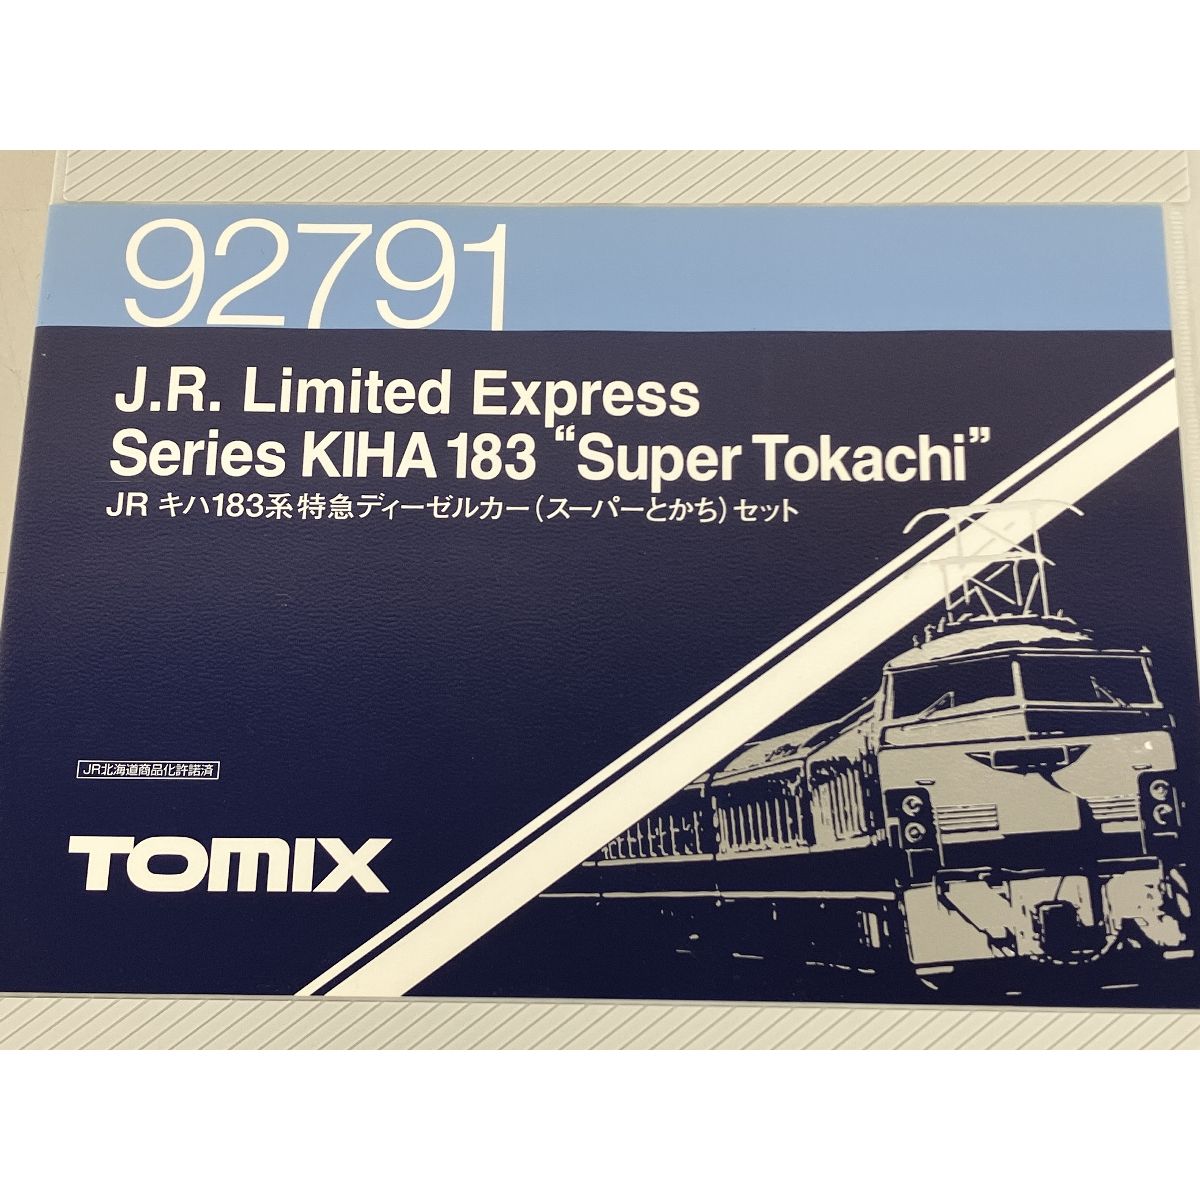 92791
J.R. Limited Express
Series KIHA 183 “Super Tokachi”
JR キハ183系特急ディーゼルカー(スーパーとかち)セット
JR北海道商品化許諾済
TOMIX